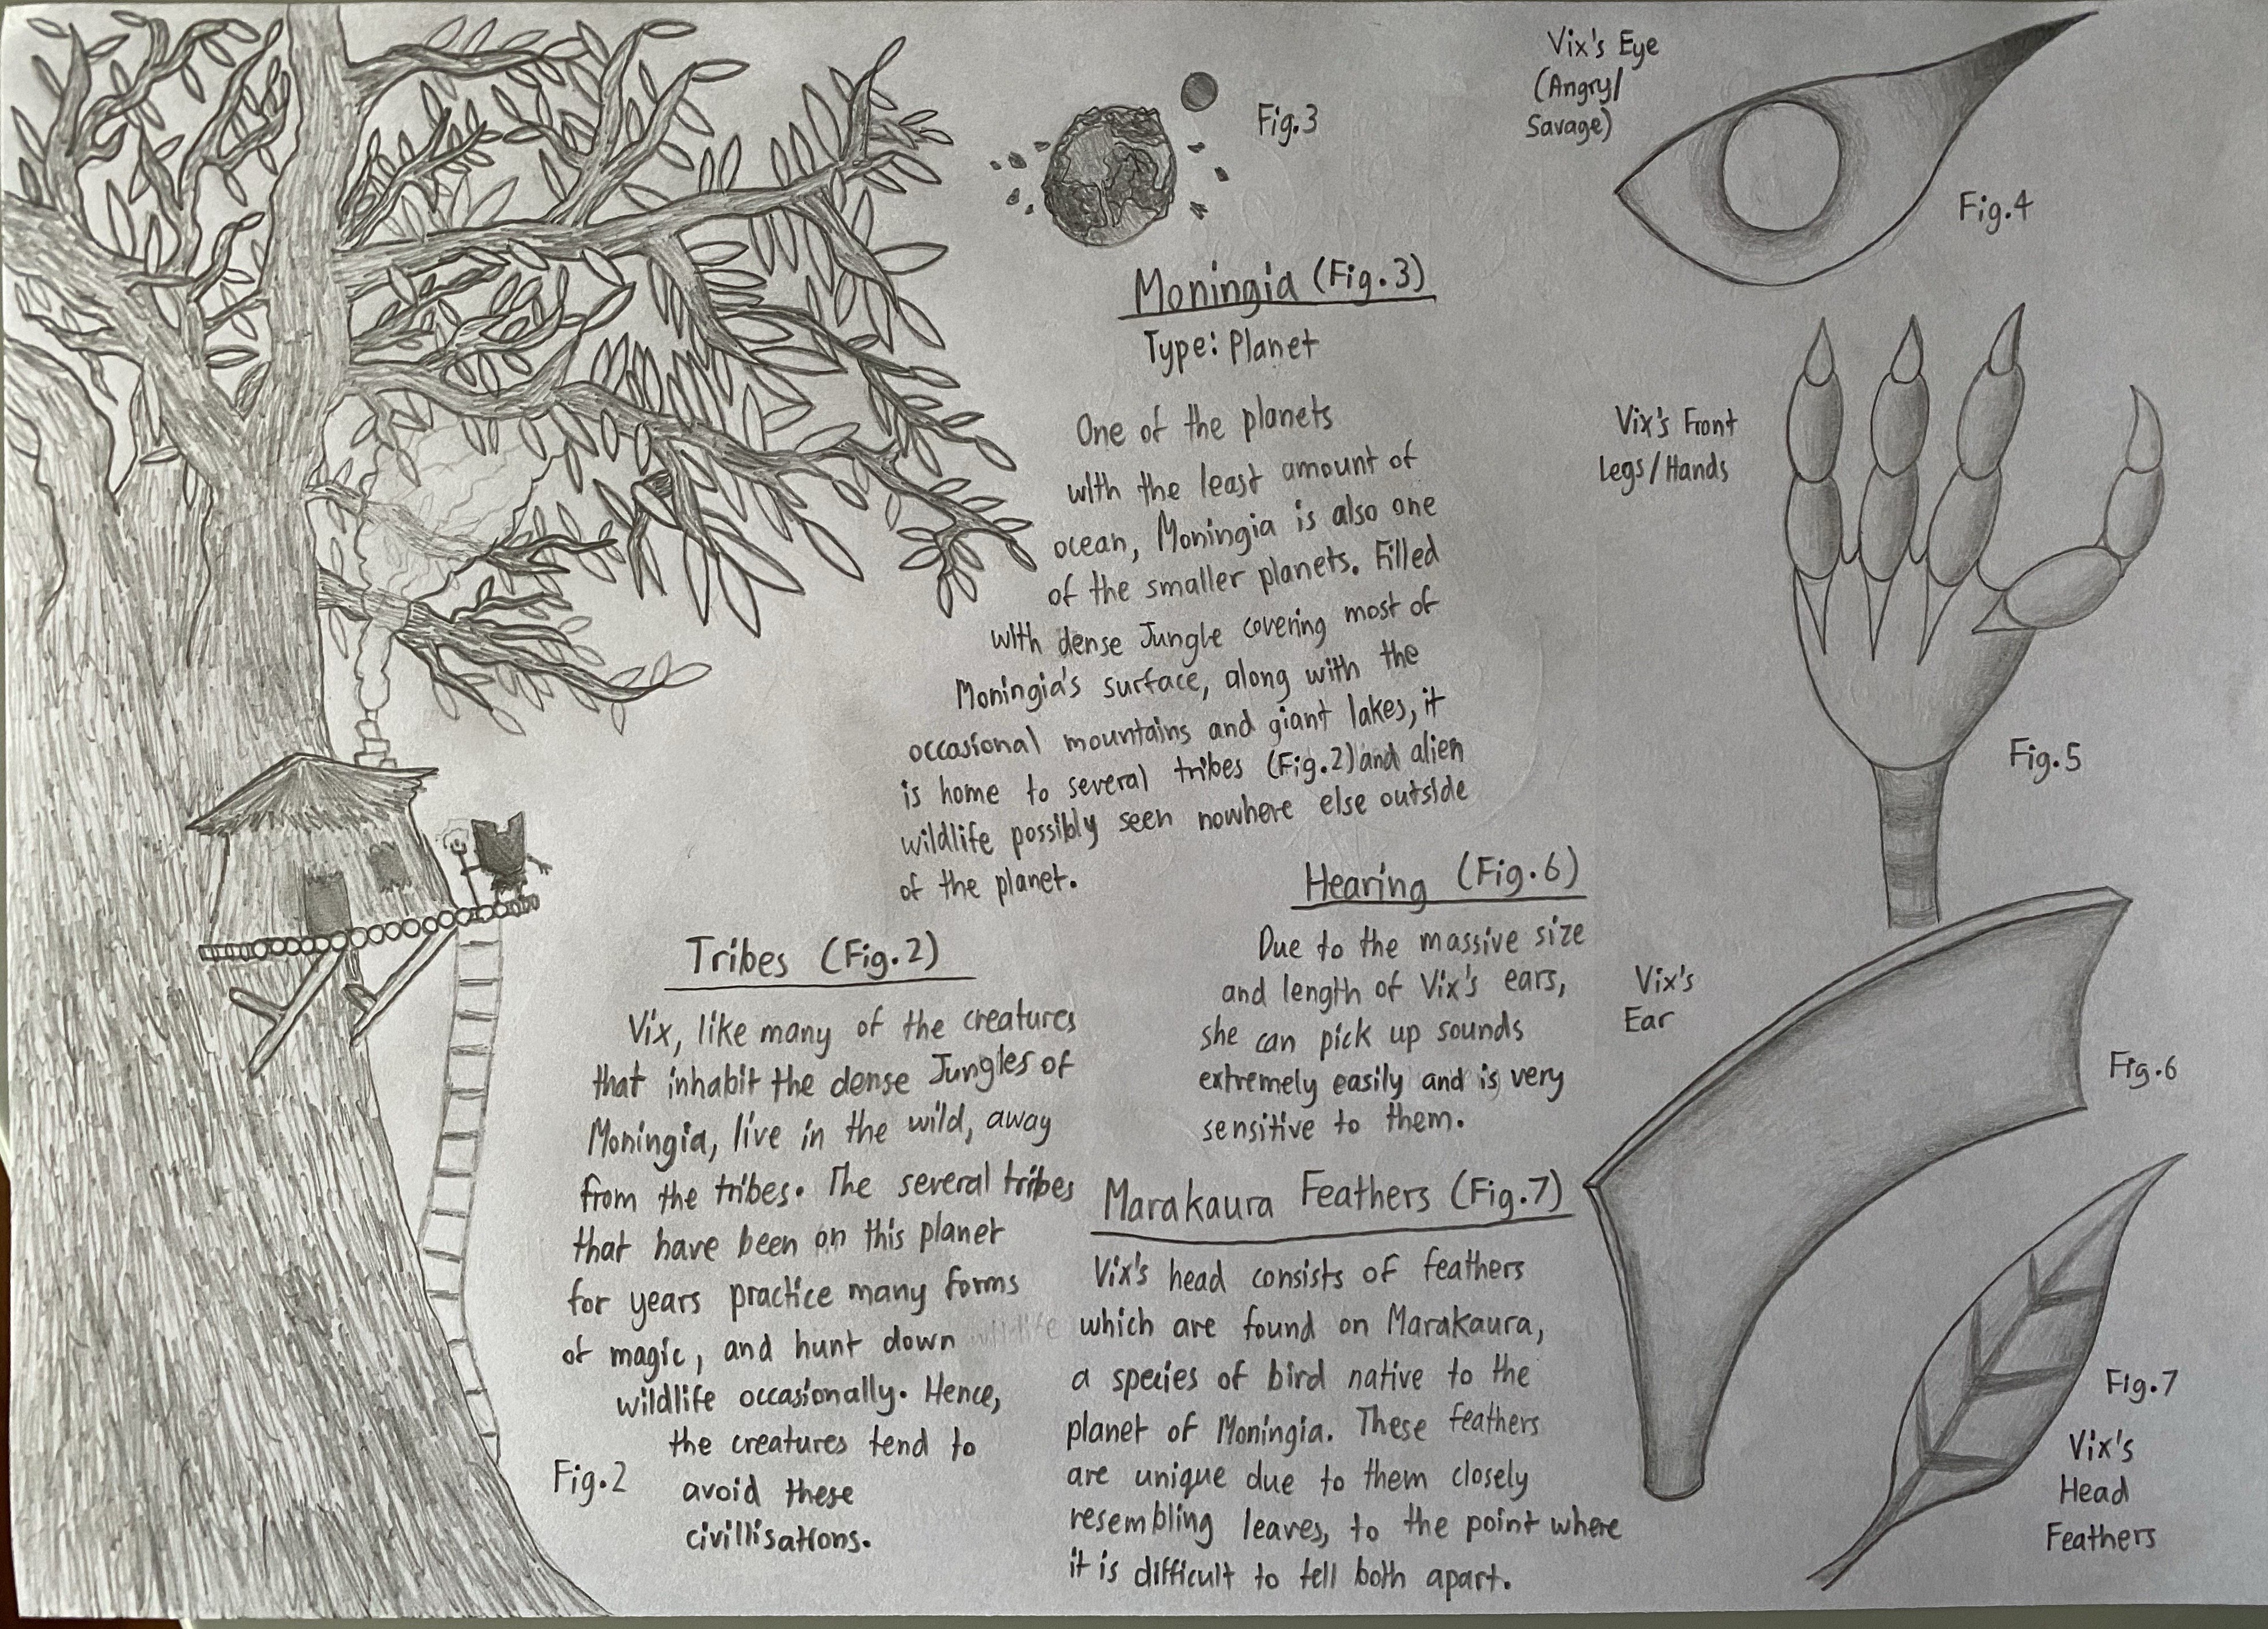 Fig.3
Moningia (Fig.3)
Type: Planet
One of the planets
with the least amount of
ocean, Moningia is also one
of the smaller planets. Filled
with dense Jungle covering most of
Moningia's surface, along with the
occasional mountains and giant lakes, it
is home to several tribes (Fig.2) and alien
wildlife possibly seen nowhere else outside
of the planet.
Tribes (Fig.2)
Vix, like many of the creatures
that inhabit the dense Jungles of
Moningia, live in the wild, away
from the tribes. The several tribes
that have been on this planet
for years practice many forms
of magic, and hunt down
wildlife occasionally. Hence,
the creatures tend to
avoid these
civillisations.
Fig.2
Hearing (Fig.6)
Due to the massive size
and length of Vix's ears,
she can pick up sounds
extremely easily and is very
sensitive to them.
Marakaura Feathers (Fig.7)
Vix's head consists of feathers
which are found on Marakaura,
a species of bird native to the
planet of Moningia. These feathers
are unique due to them closely
resembling leaves, to the point where
it is difficult to tell both apart.
Vix's Eye
(Angry/
Savage)
Fig.4
Vix's Front
Legs/Hands
Fig.5
Vix's
Ear
Fig.6
Fig.7
Vix's
Head
Feathers